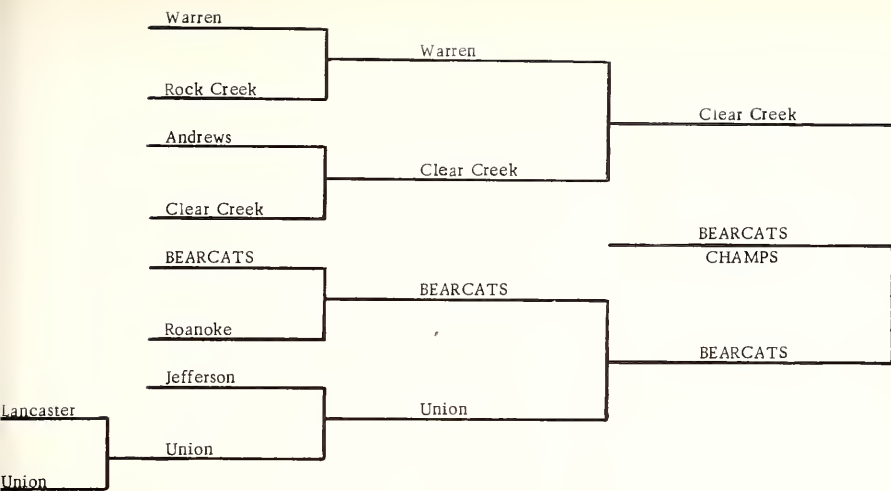 Warren
Warren
Rock Creek
Clear Creek
Andrews
Clear Creek
Clear Creek
BEARCATS
CHAMPS
BEARCATS
BEARCATS
Roanoke
BEARCATS
Jefferson
Lancaster
Union
Union
Union